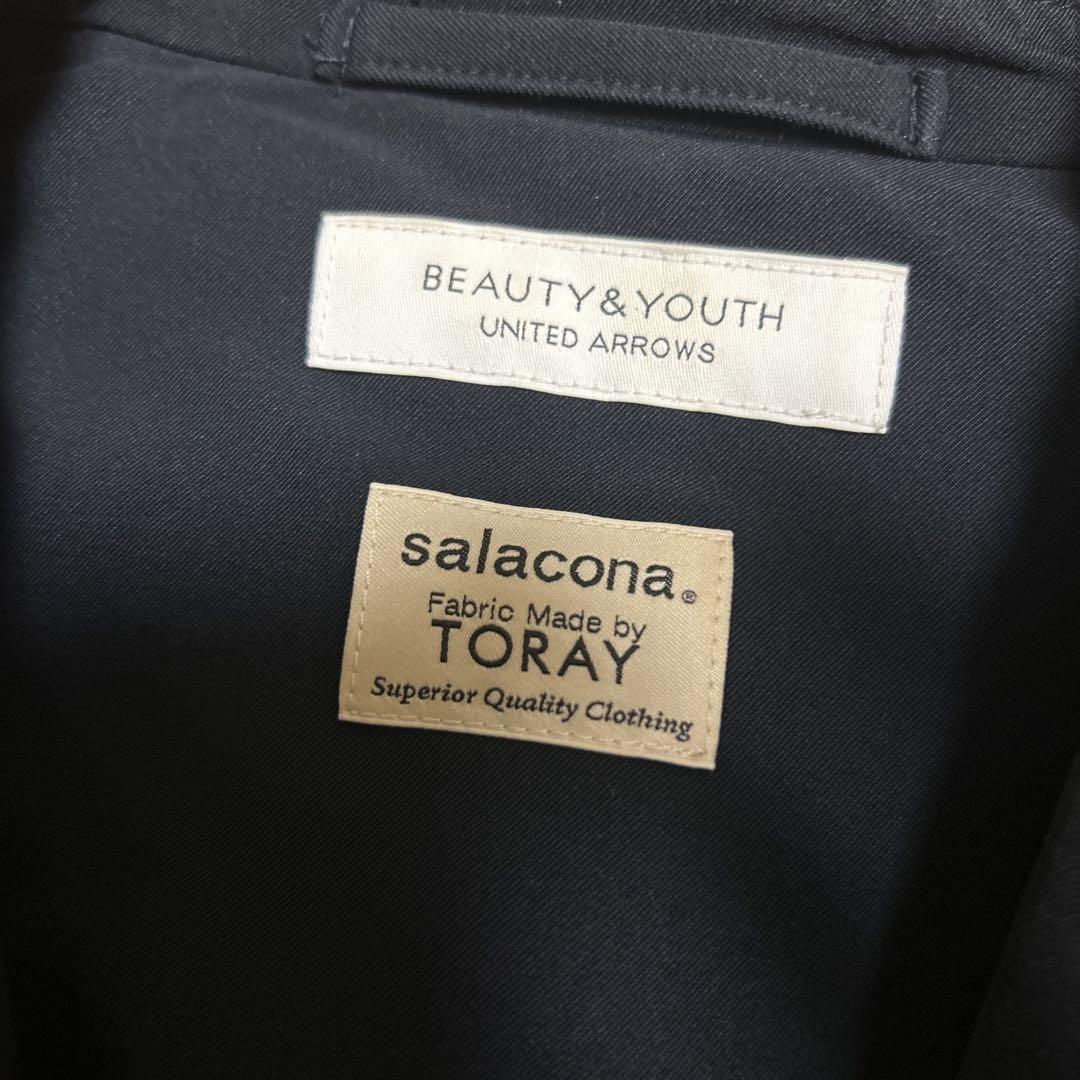 BEAUTY&YOUTH
UNITED ARROWS
salacona®
Fabric Made by
TORAY
Superior Quality Clothing